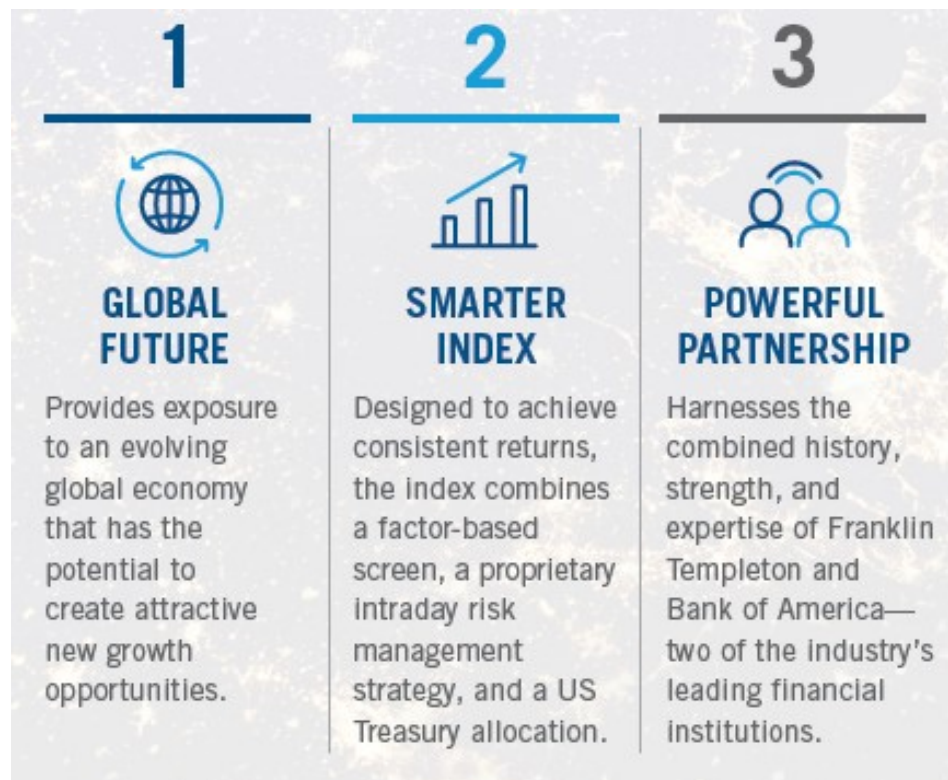 1
GLOBAL
FUTURE
Provides exposure
to an evolving
global economy
that has the
potential to
create attractive
new growth
opportunities.
2
SMARTER
INDEX
Designed to achieve
consistent returns,
the index combines
a factor-based
screen, a proprietary
intraday risk
management
strategy, and a US
Treasury allocation.
3
POWERFUL
PARTNERSHIP
Harnesses the
combined history,
strength, and
expertise of Franklin
Templeton and
Bank of America—
two of the industry’s
leading financial
institutions.